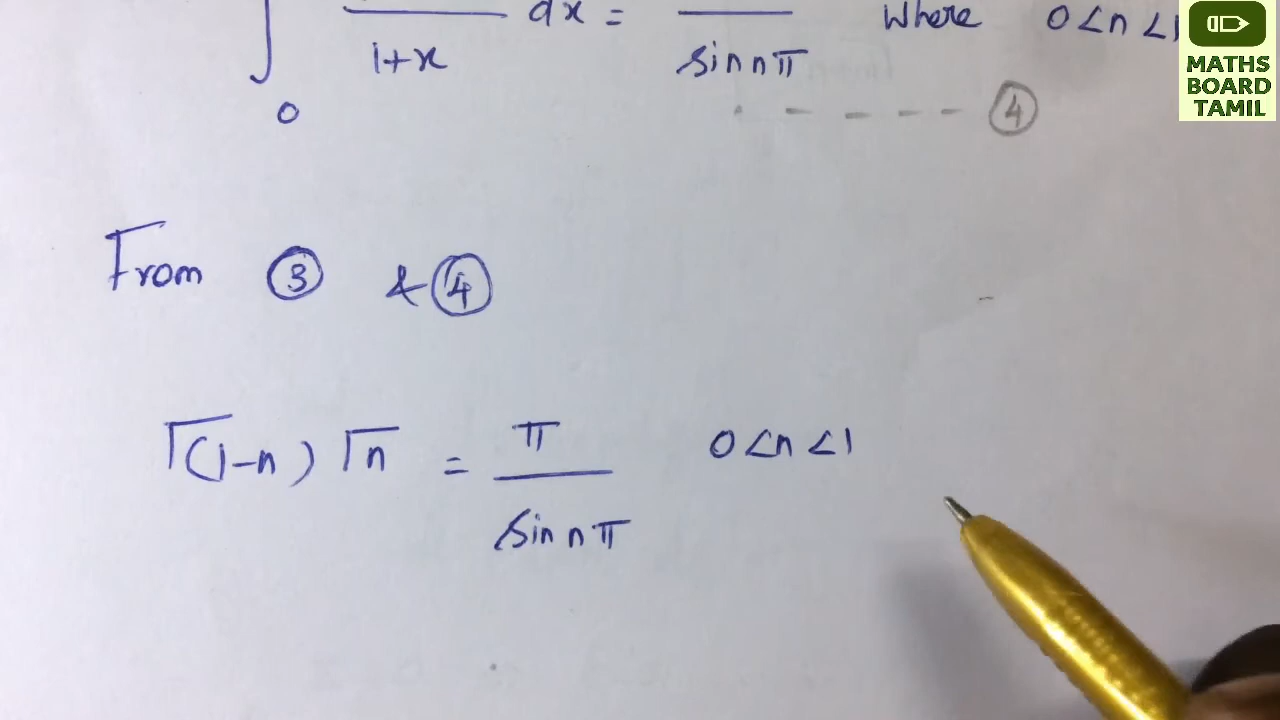 ∫ dx = where 0<n<1
1+x sin nπ
0 - - - - - ④
MATHS
BOARD
TAMIL
From ③ & ④
Γ(1-n) Γn = π 0<n<1
sin nπ